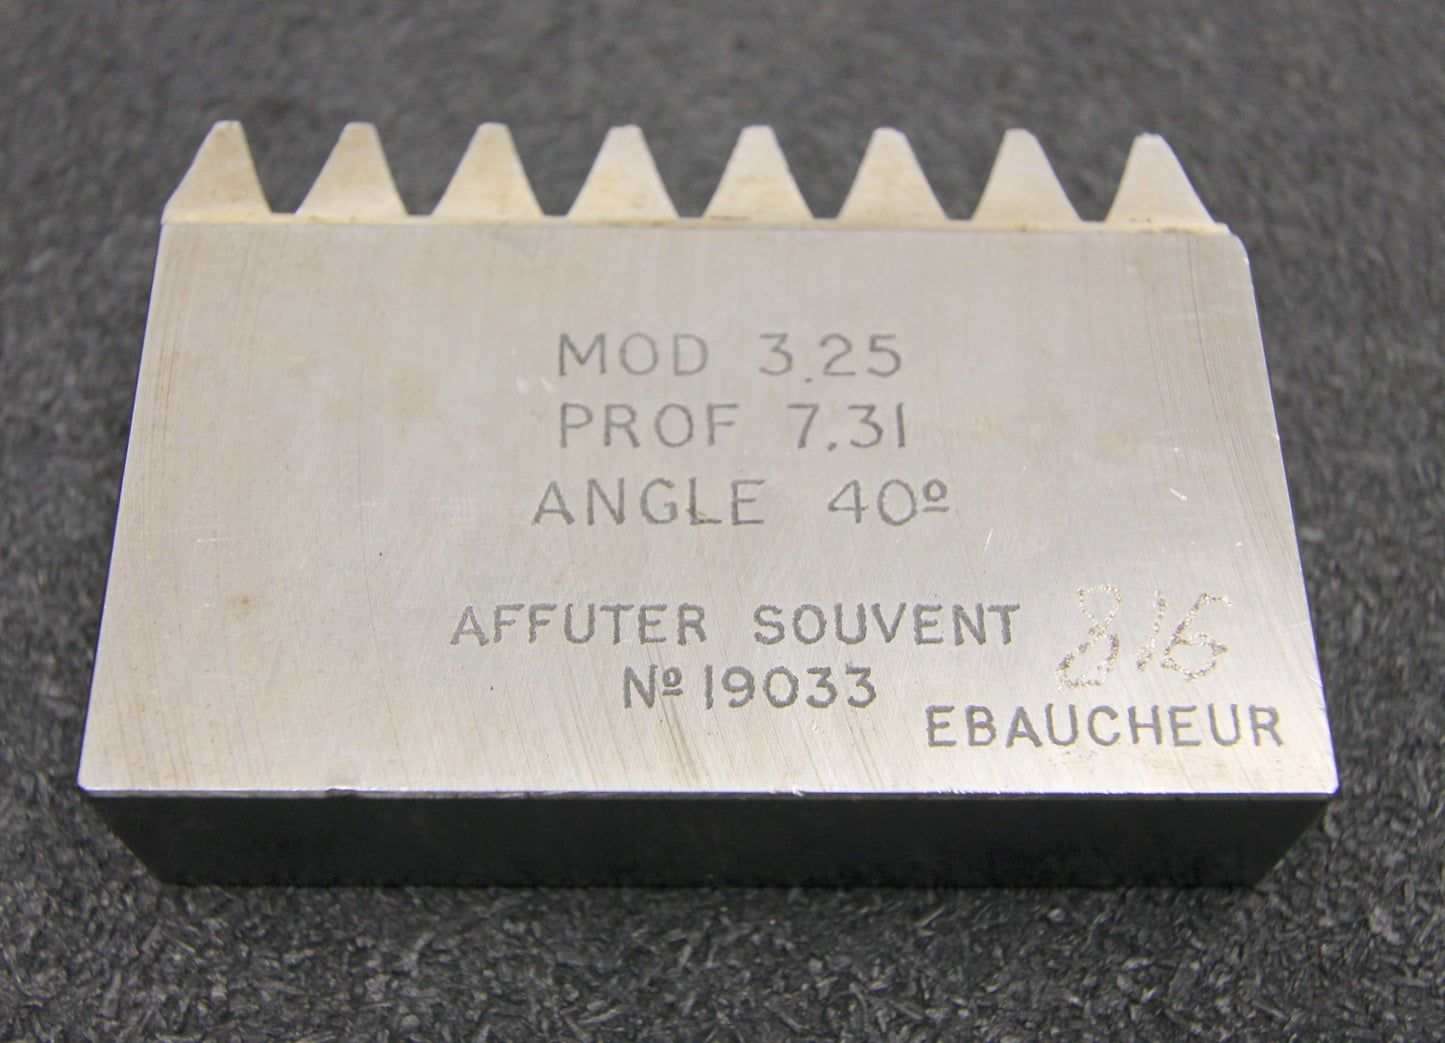 MOD 3.25
PROF 7.31
ANGLE 40º
AFFUTER SOUVENT
Nº 19033
816
EBAUCHEUR